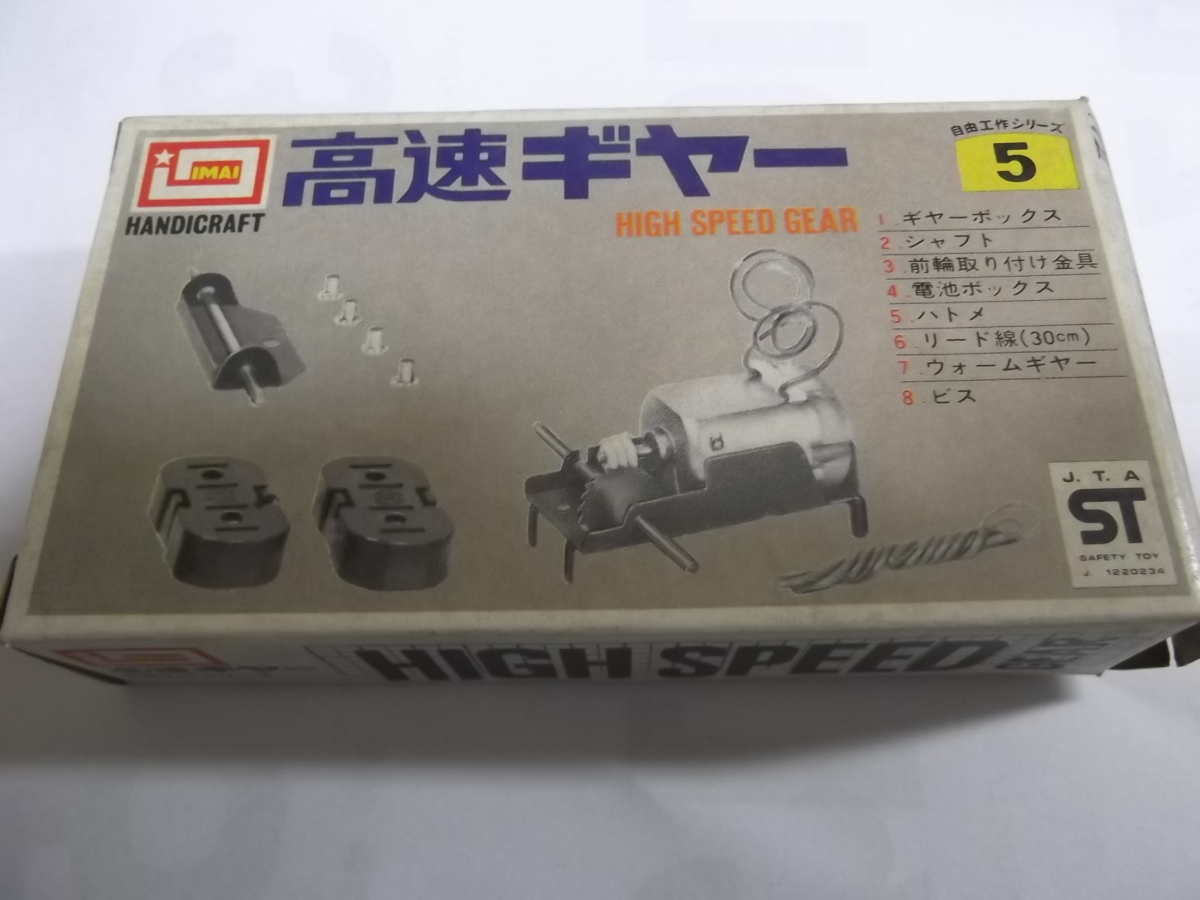 IMAI
HANDICRAFT
高速ギヤー
HIGH SPEED GEAR
自由工作シリーズ
5
1.ギヤーボックス
2.シャフト
3.前輪取り付け金具
4.電池ボックス
5.ハトメ
6.リード線(30cm)
7.ウォームギヤー
8.ビス
J.T.A
ST
SAFETY TOY
J. 1220234
HIGH SPEED